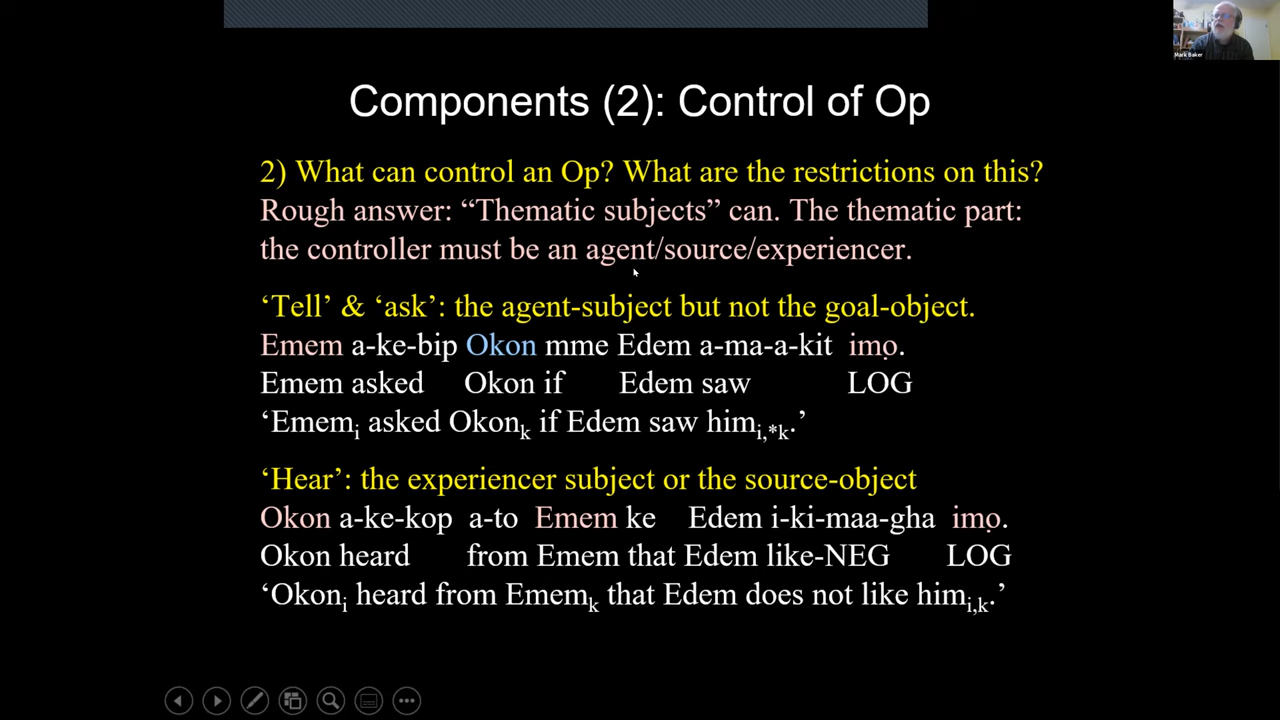 Mark Baker
Components (2): Control of Op
2) What can control an Op? What are the restrictions on this?
Rough answer: “Thematic subjects” can. The thematic part:
the controller must be an agent/source/experiencer.
‘Tell’ & ‘ask’: the agent-subject but not the goal-object.
Emem a-ke-bip Okon mme Edem a-ma-a-kit imọ.
Emem asked Okon if Edem saw LOG
‘Ememi asked Okonk if Edem saw himi,*k.’
‘Hear’: the experiencer subject or the source-object
Okon a-ke-kop a-to Emem ke Edem i-ki-maa-gha imọ.
Okon heard from Emem that Edem like-NEG LOG
‘Okoni heard from Ememk that Edem does not like himi,k.’